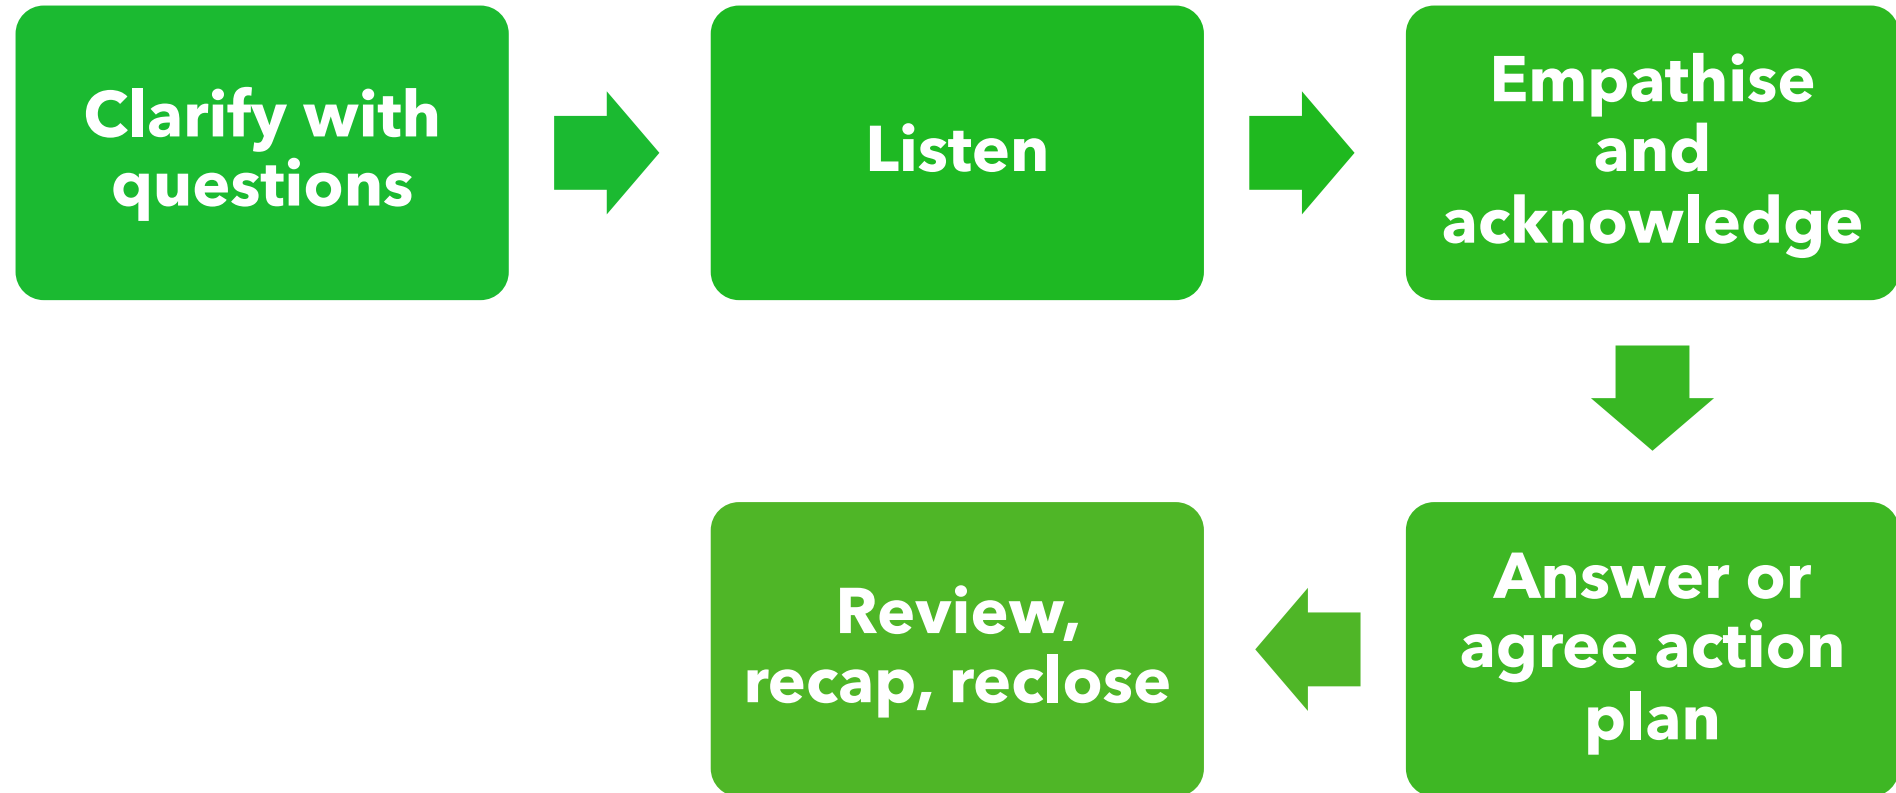 Clarify with
questions
Listen
Empathise
and
acknowledge
Answer or
agree action
plan
Review,
recap, reclose